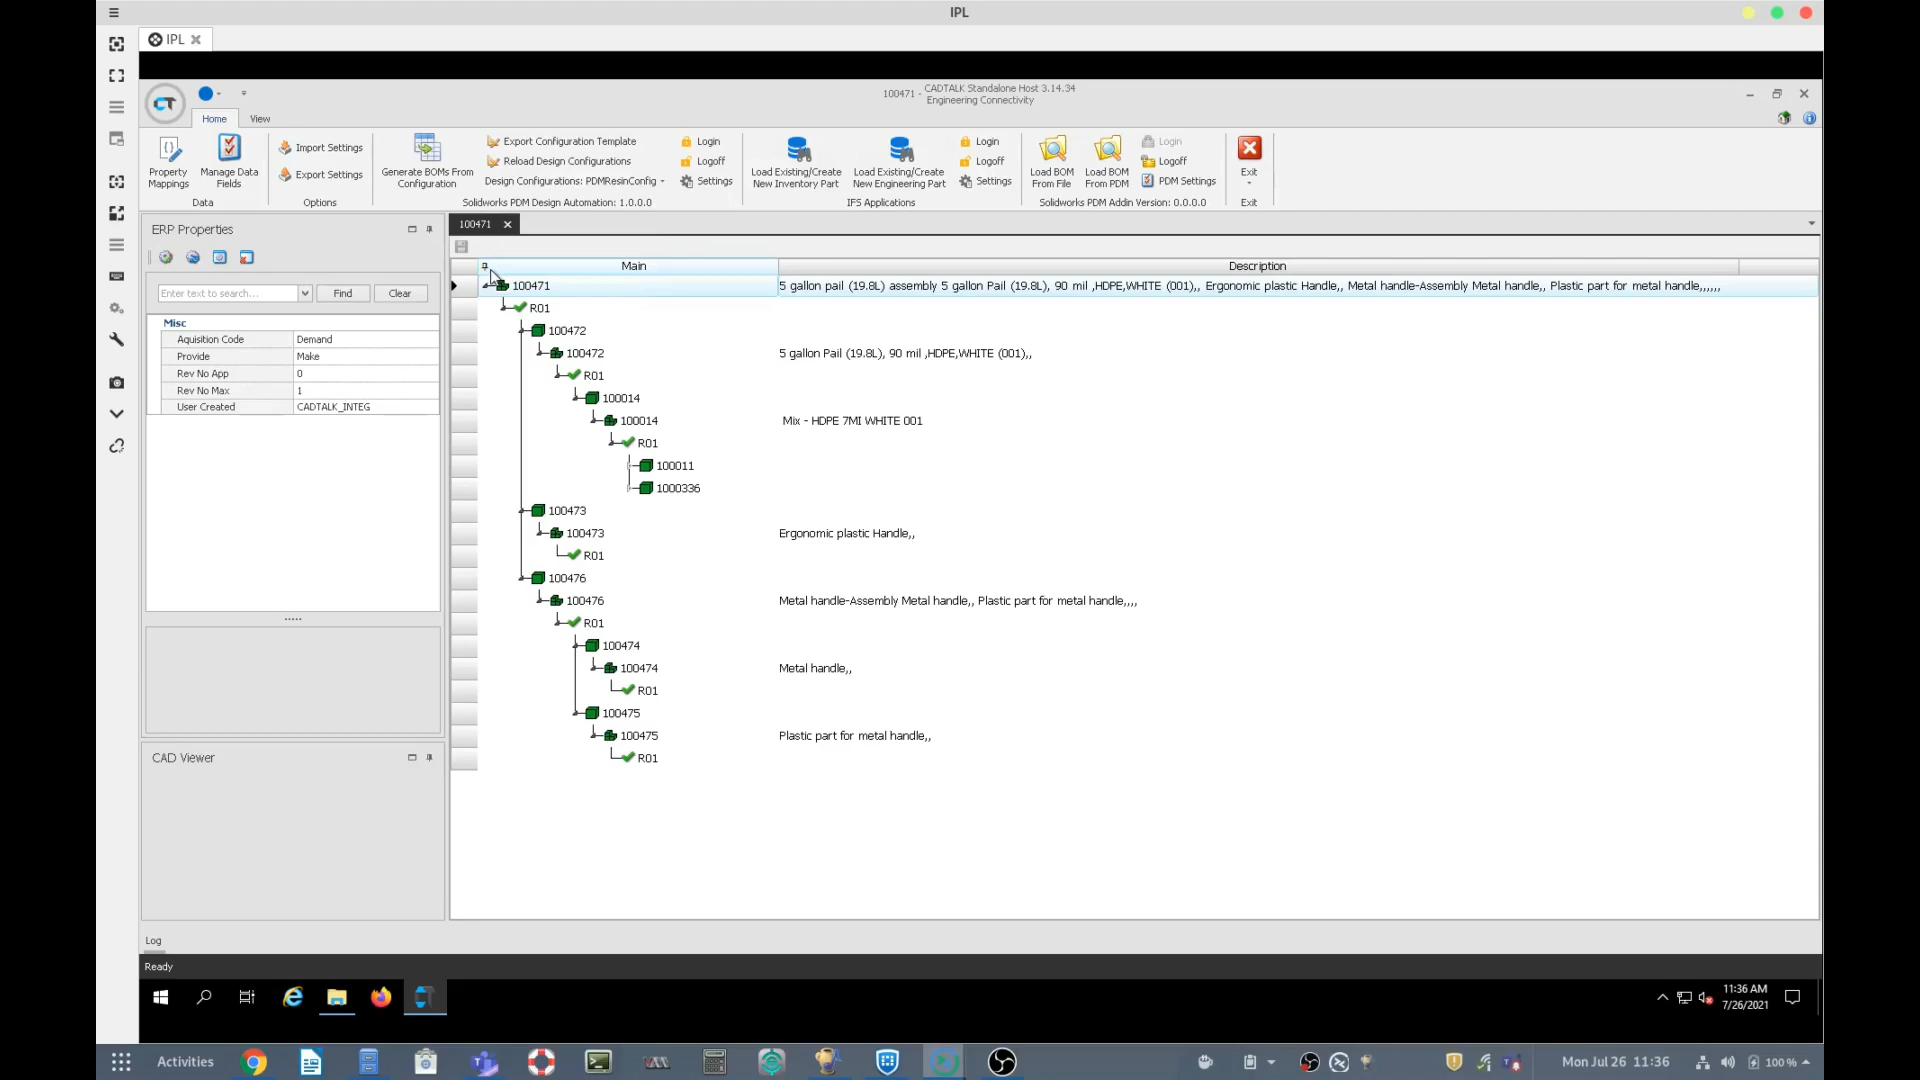 IPL
IPL
CT
100471 - CADTALK Standalone Host 3.14.34
Engineering Connectivity
Home View
Property Mappings
Manage Data Fields
Data
Import Settings
Export Settings
Options
Generate BOMs From Configuration
Export Configuration Template
Reload Design Configurations
Design Configurations: PDMResinConfig
Login
Logoff
Settings
Solidworks PDM Design Automation: 1.0.0.0
Load Existing/Create New Inventory Part
Load Existing/Create New Engineering Part
Login
Logoff
Settings
IFS Applications
Load BOM From File
Load BOM From PDM
Login
Logoff
PDM Settings
Solidworks PDM Addin Version: 0.0.0.0
Exit
Exit
ERP Properties
Enter text to search... Find Clear
Misc
Aquisition Code Demand
Provide Make
Rev No App 0
Rev No Max 1
User Created CADTALK_INTEG
CAD Viewer
100471
Main Description
100471 5 gallon pail (19.8L) assembly 5 gallon Pail (19.8L), 90 mil ,HDPE,WHITE (001),, Ergonomic plastic Handle,, Metal handle-Assembly Metal handle,, Plastic part for metal handle,,,,,,
R01
100472
100472 5 gallon Pail (19.8L), 90 mil ,HDPE,WHITE (001),,
R01
100014
100014 Mix - HDPE 7MI WHITE 001
R01
100011
1000336
100473
100473 Ergonomic plastic Handle,,
R01
100476
100476 Metal handle-Assembly Metal handle,, Plastic part for metal handle,,,,
R01
100474
100474 Metal handle,,
R01
100475
100475 Plastic part for metal handle,,
R01
Log
Ready
11:36 AM
7/26/2021
Activities
Mon Jul 26 11:36
100 %